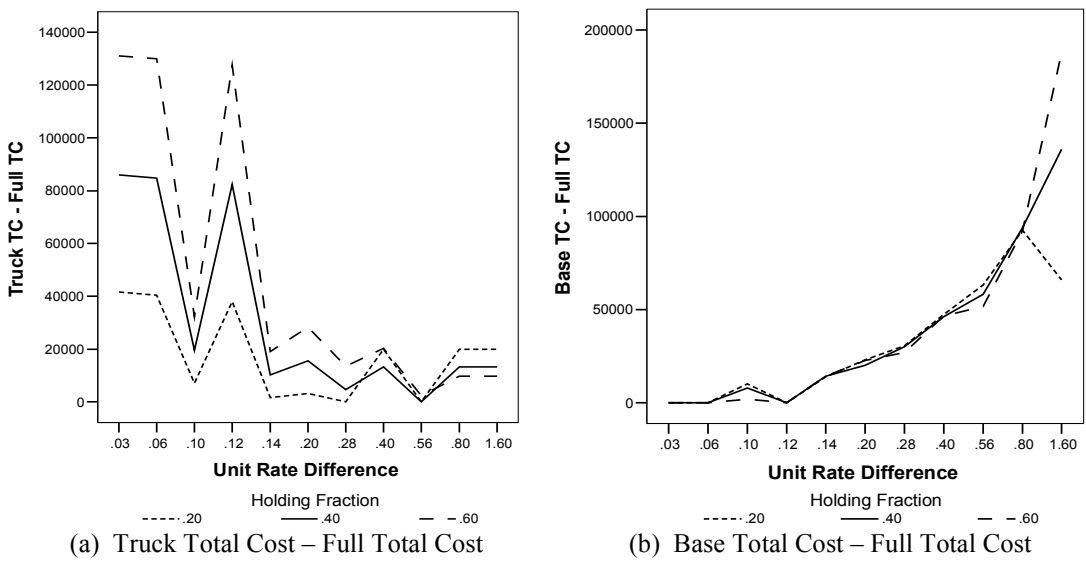 140000
120000
100000
80000
60000
40000
20000
0
Truck TC - Full TC
.03 .06 .10 .12 .14 .20 .28 .40 .56 .80 1.60
Unit Rate Difference
Holding Fraction
.20 .40 .60
(a) Truck Total Cost – Full Total Cost
200000
150000
100000
50000
0
Base TC - Full TC
.03 .06 .10 .12 .14 .20 .28 .40 .56 .80 1.60
Unit Rate Difference
Holding Fraction
.20 .40 .60
(b) Base Total Cost – Full Total Cost